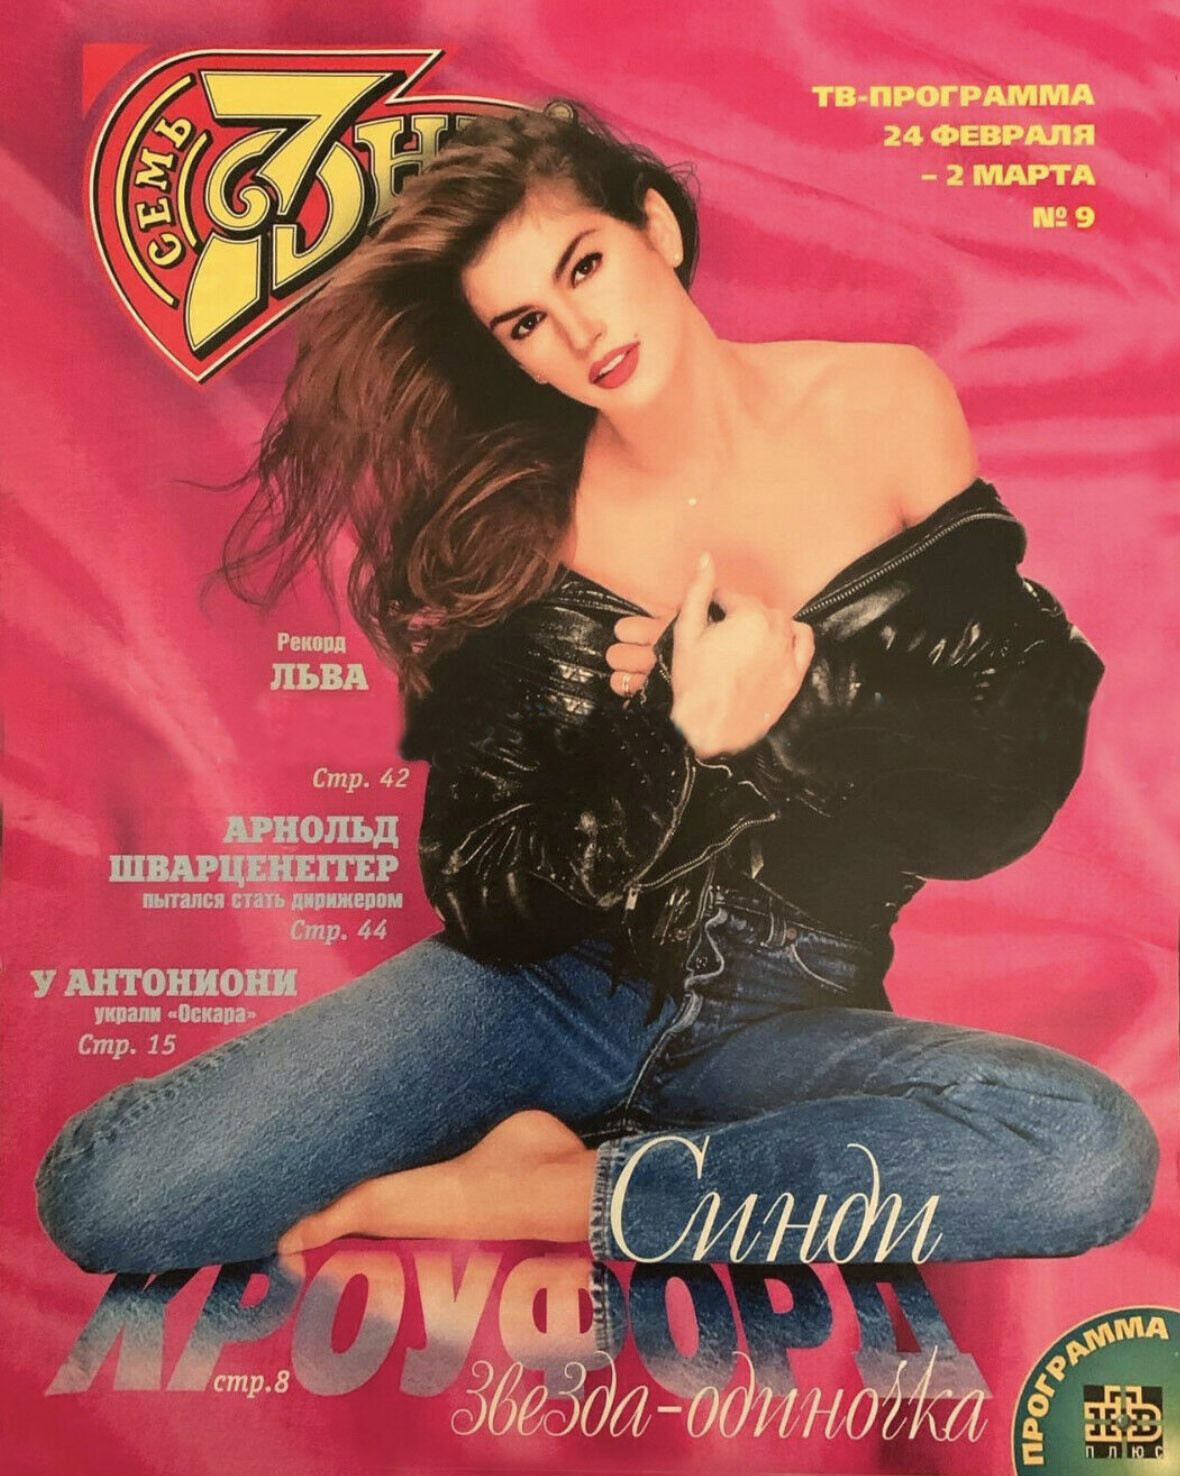 СЕМЬ
7
ТВ-ПРОГРАММА
24 ФЕВРАЛЯ
– 2 МАРТА
№ 9
Рекорд
ЛЬВА
Стр. 42
АРНОЛЬД
ШВАРЦЕНЕГГЕР
пытался стать дирижером
Стр. 44
У АНТОНИОНИ
украли «Оскара»
Стр. 15
Синди
КРОУФОРД
стр.8
Звезда-одиночка
ПРОГРАММА
НТВ
ПЛЮС